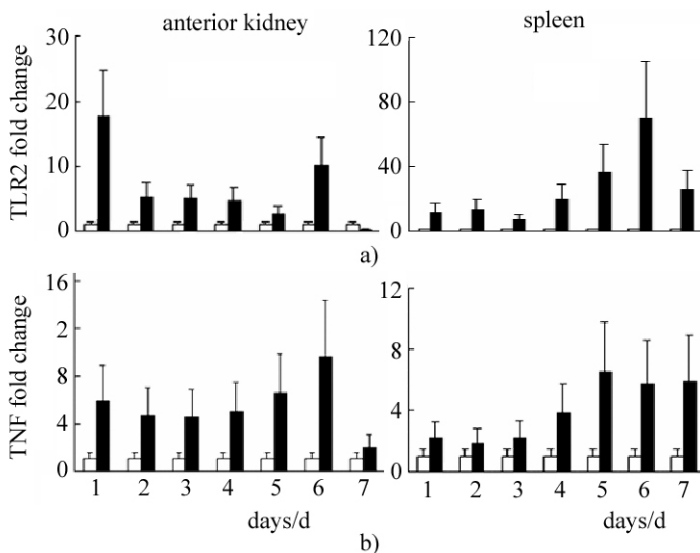 anterior kidney
spleen
TLR2 fold change
30
20
10
0
120
80
40
0
a)
TNF fold change
16
2
8
4
0
12
8
4
0
1 2 3 4 5 6 7
1 2 3 4 5 6 7
days/d
days/d
b)